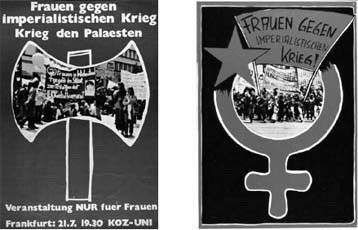 Frauen gegen
imperialistischen Krieg
Krieg den Palaesten
Veranstaltung NUR fuer Frauen
Frankfurt: 21.7. 19.30 KOZ-UNI
FRAUEN GEGEN
IMPERIALISTISCHEN
KRIEG!